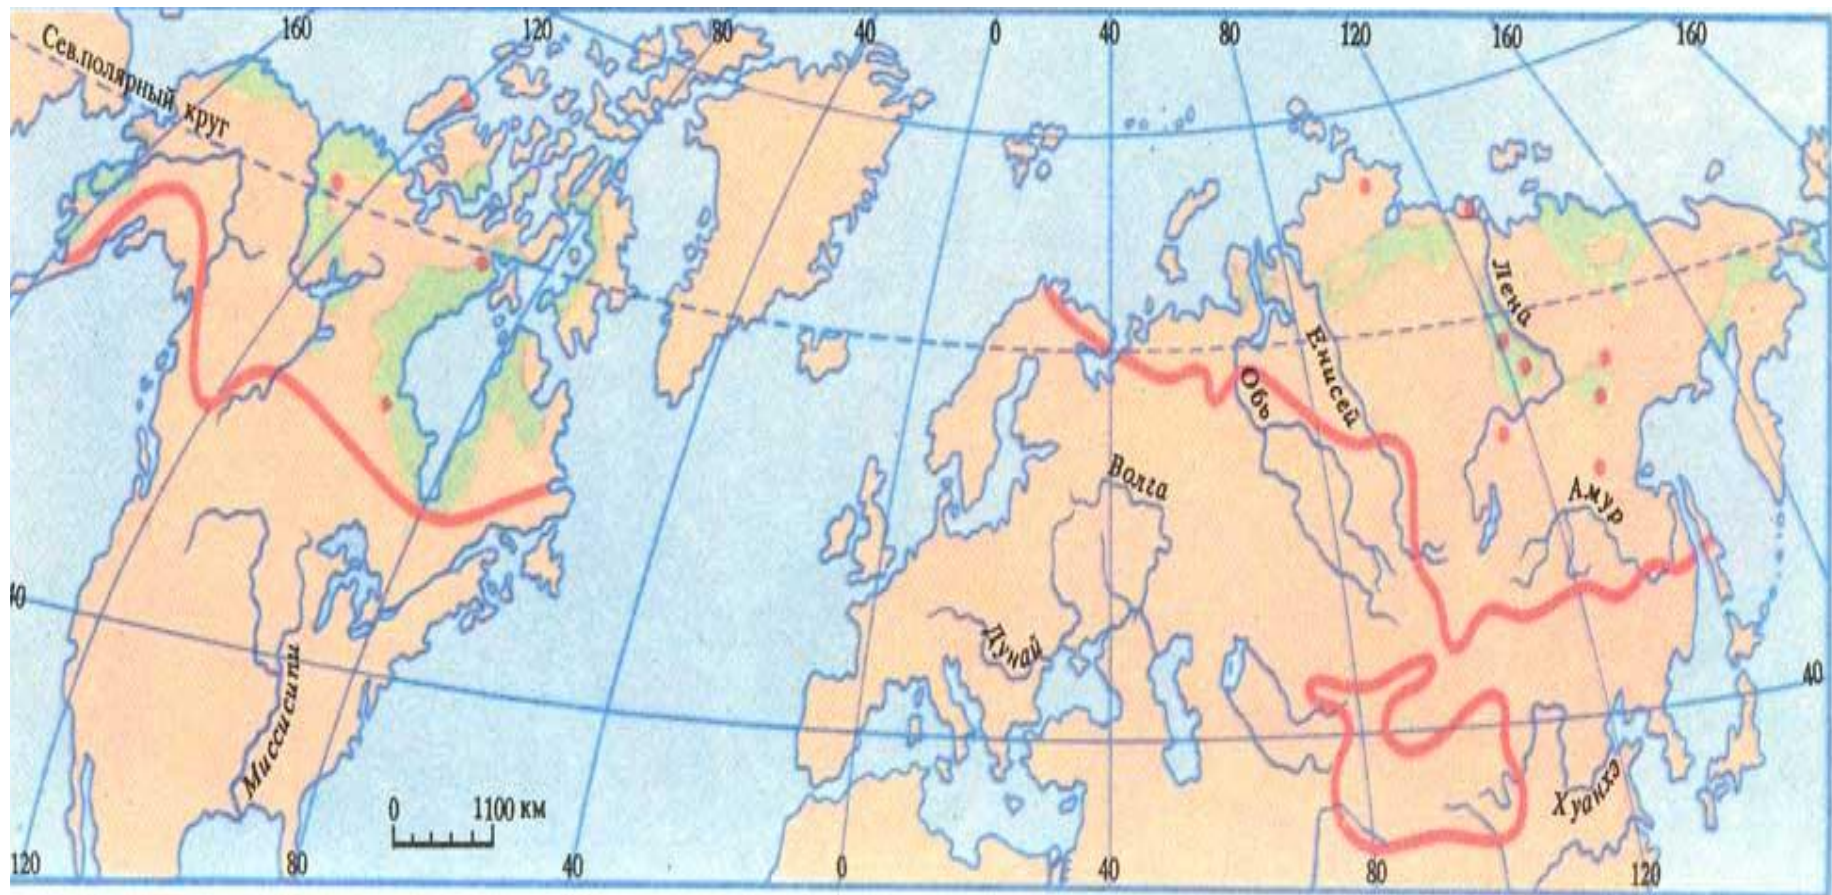 160
120
80
40
0
40
80
120
160
160
Сев.полярный круг
Лена
Енисей
Обь
Волга
Амур
40
Дунай
Миссисипи
40
Хуанхэ
0 1100 км
120
80
40
0
40
80
120